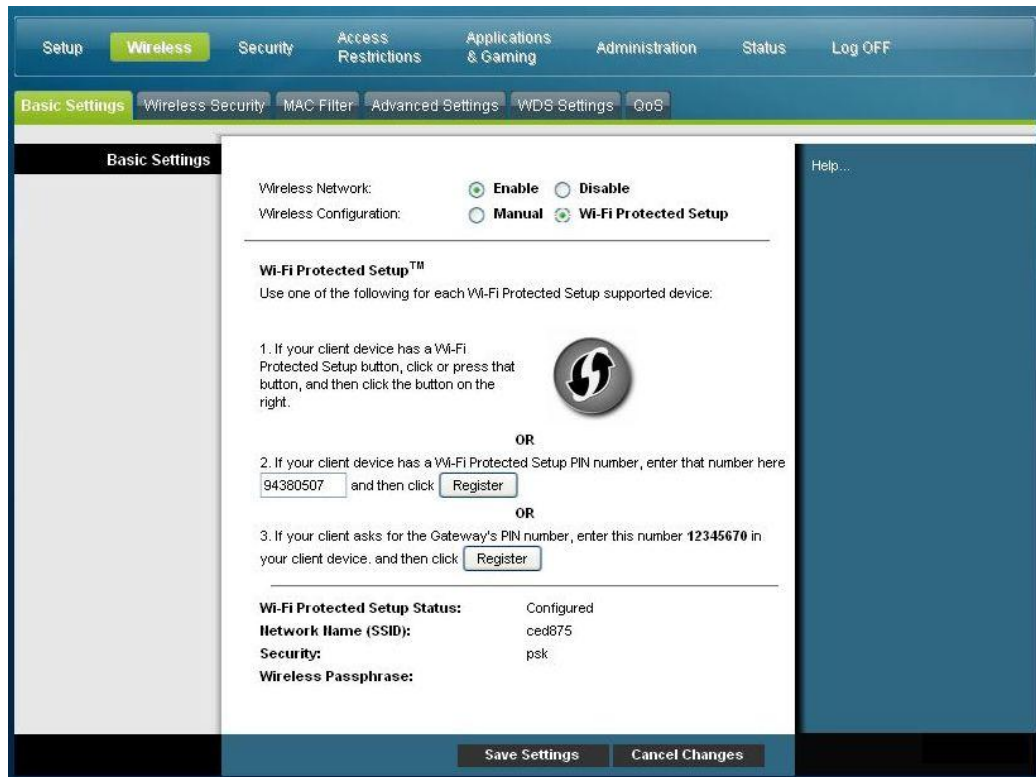 Setup Wireless Security Access Restrictions Applications & Gaming Administration Status Log OFF
Basic Settings Wireless Security MAC Filter Advanced Settings WDS Settings QoS
Basic Settings
Help...
Wireless Network: Enable Disable
Wireless Configuration: Manual Wi-Fi Protected Setup
Wi-Fi Protected Setup™
Use one of the following for each Wi-Fi Protected Setup supported device:
1. If your client device has a Wi-Fi
Protected Setup button, click or press that
button, and then click the button on the
right.
OR
2. If your client device has a Wi-Fi Protected Setup PIN number, enter that number here
94380507 and then click Register
OR
3. If your client asks for the Gateway's PIN number, enter this number 12345670 in
your client device. and then click Register
Wi-Fi Protected Setup Status: Configured
Network Name (SSID): ced875
Security: psk
Wireless Passphrase:
Save Settings Cancel Changes